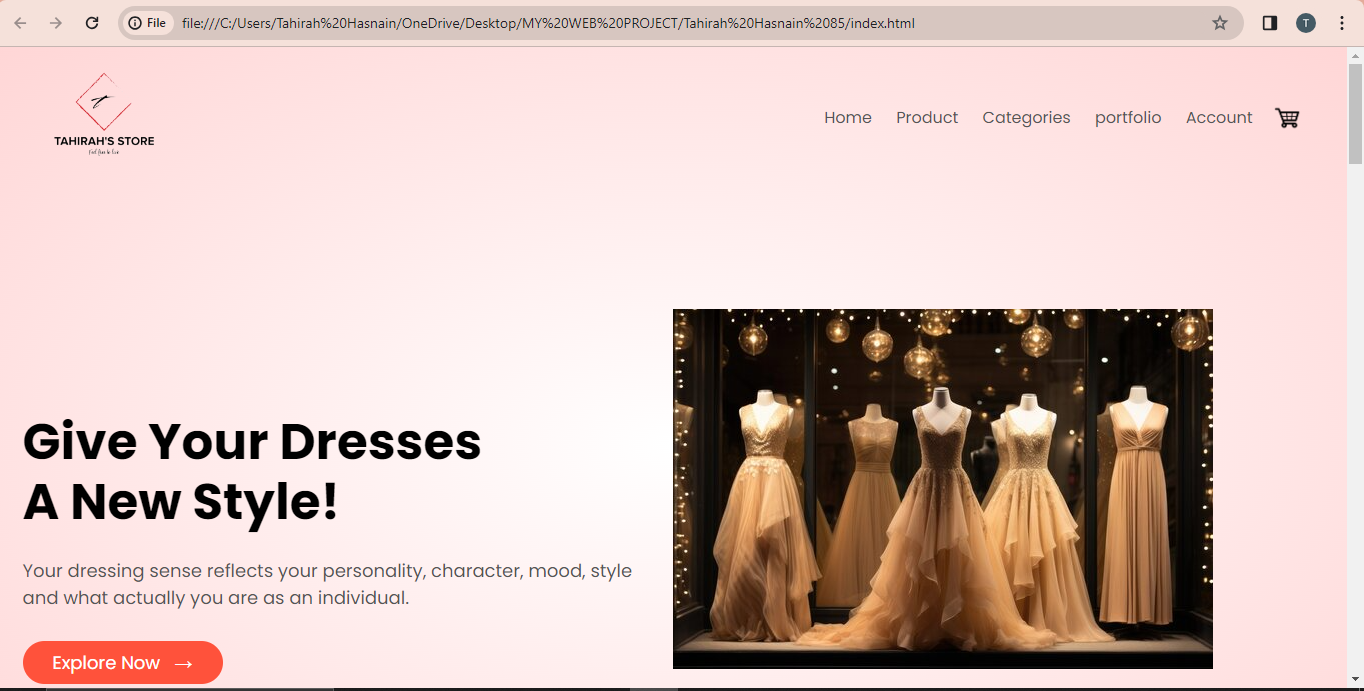 File file:///C:/Users/Tahirah%20Hasnain/OneDrive/Desktop/MY%20WEB%20PROJECT/Tahirah%20Hasnain%2085/index.html T
TAHIRAH'S STORE
Home Product Categories portfolio Account
Give Your Dresses
A New Style!
Your dressing sense reflects your personality, character, mood, style
and what actually you are as an individual.
Explore Now →